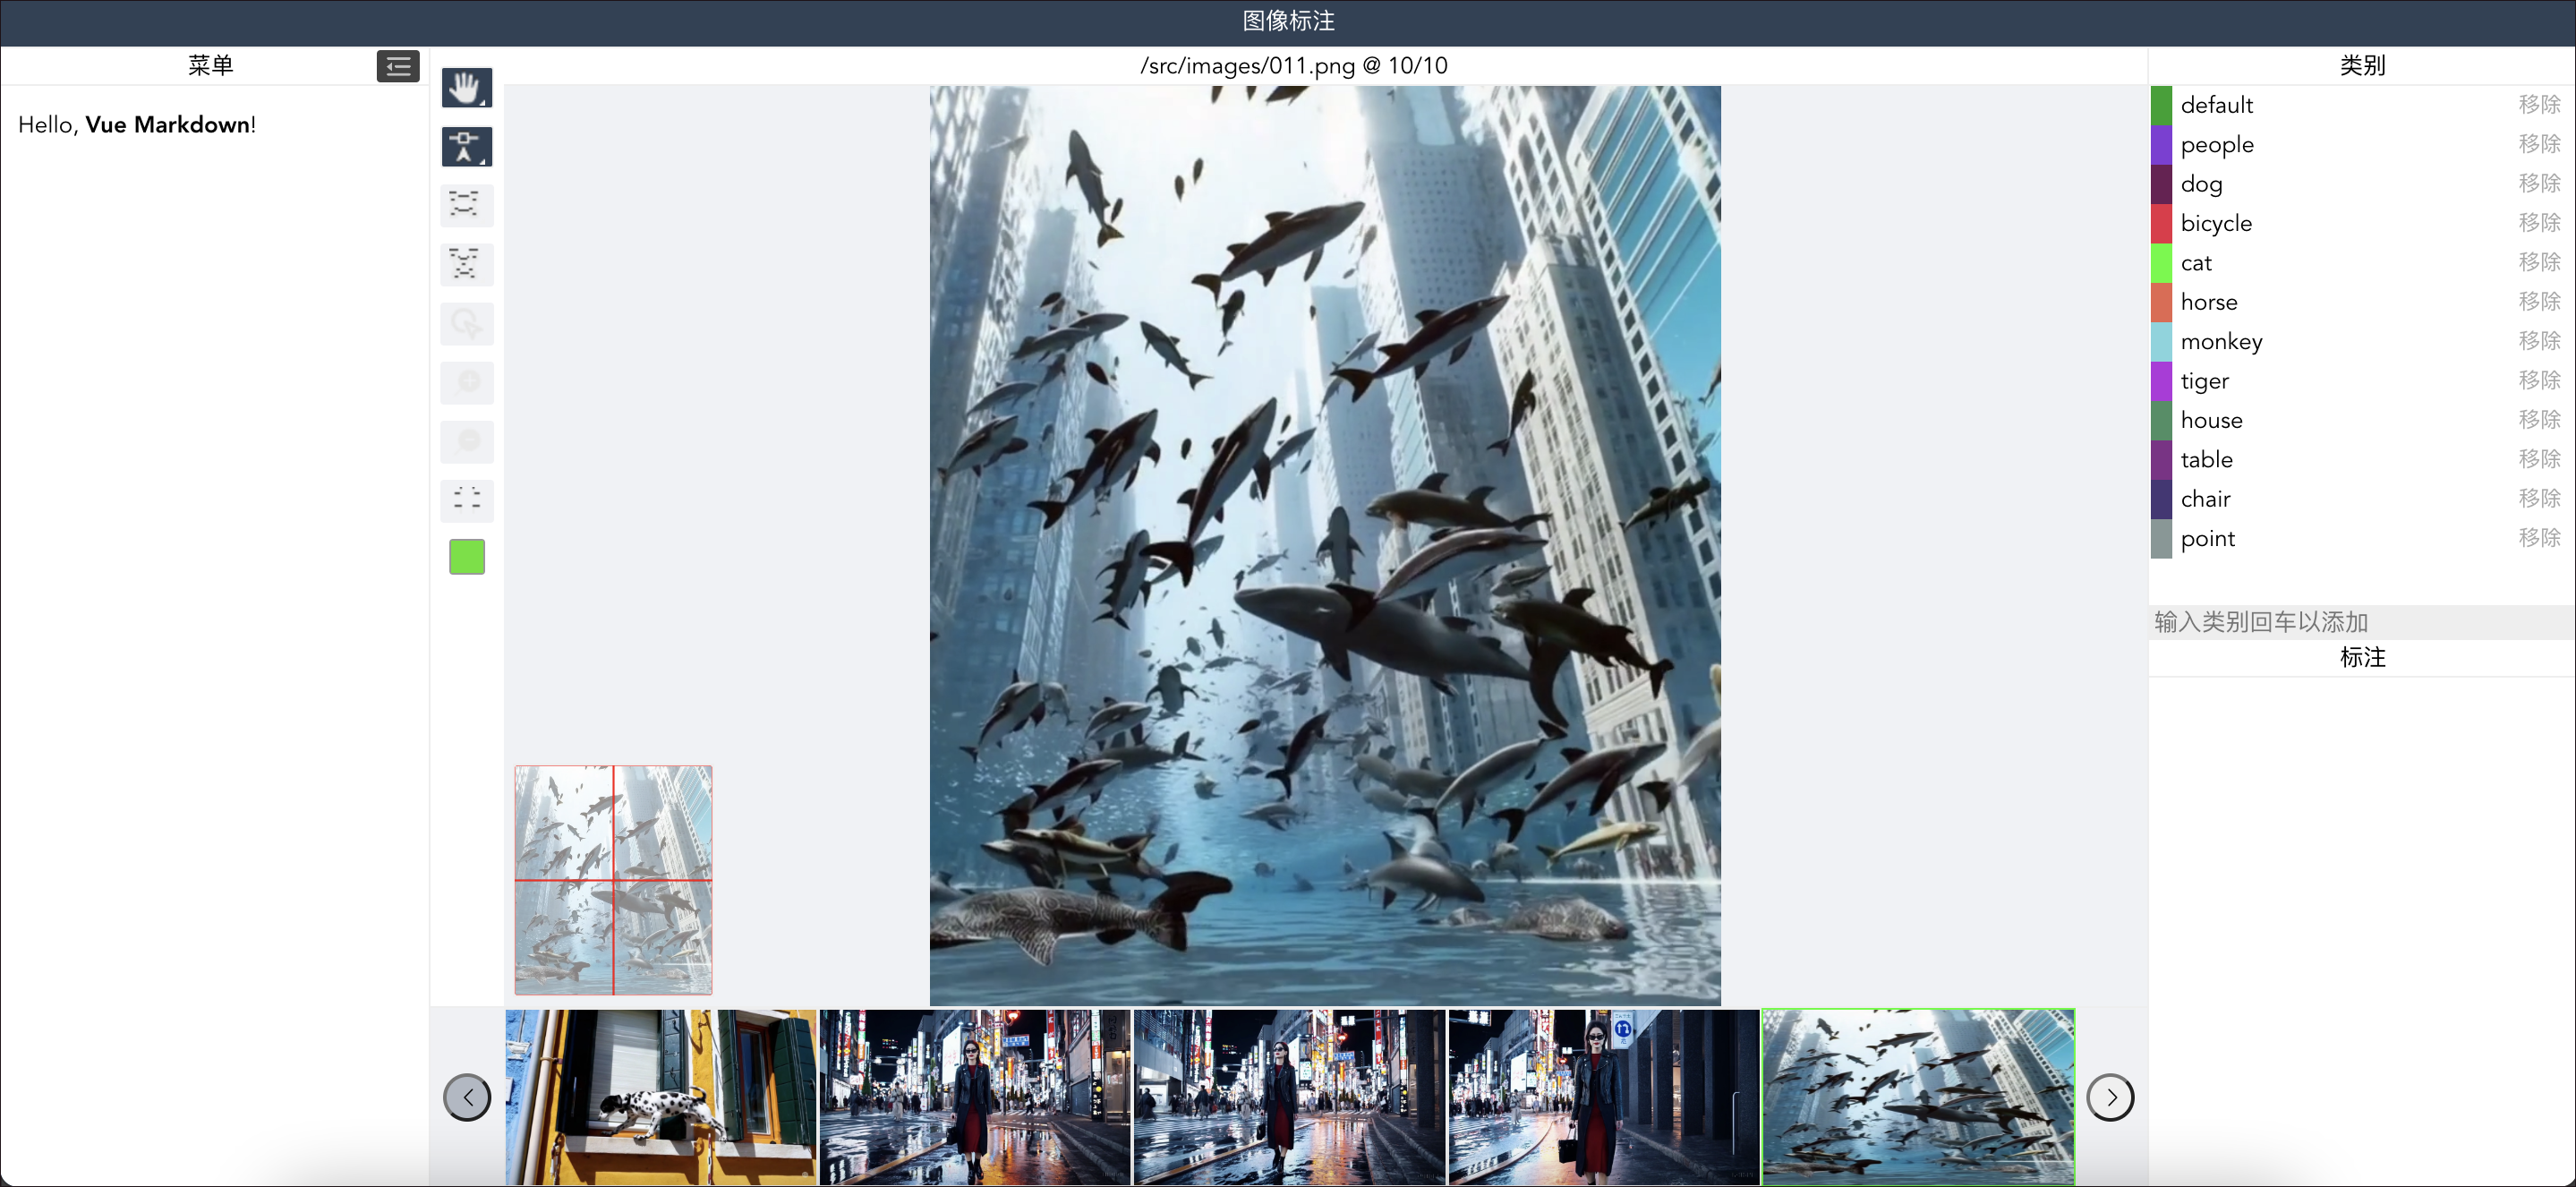 图像标注
菜单
Hello, Vue Markdown!
/src/images/011.png @ 10/10
类别
default 移除
people 移除
dog 移除
bicycle 移除
cat 移除
horse 移除
monkey 移除
tiger 移除
house 移除
table 移除
chair 移除
point 移除
输入类别回车以添加
标注